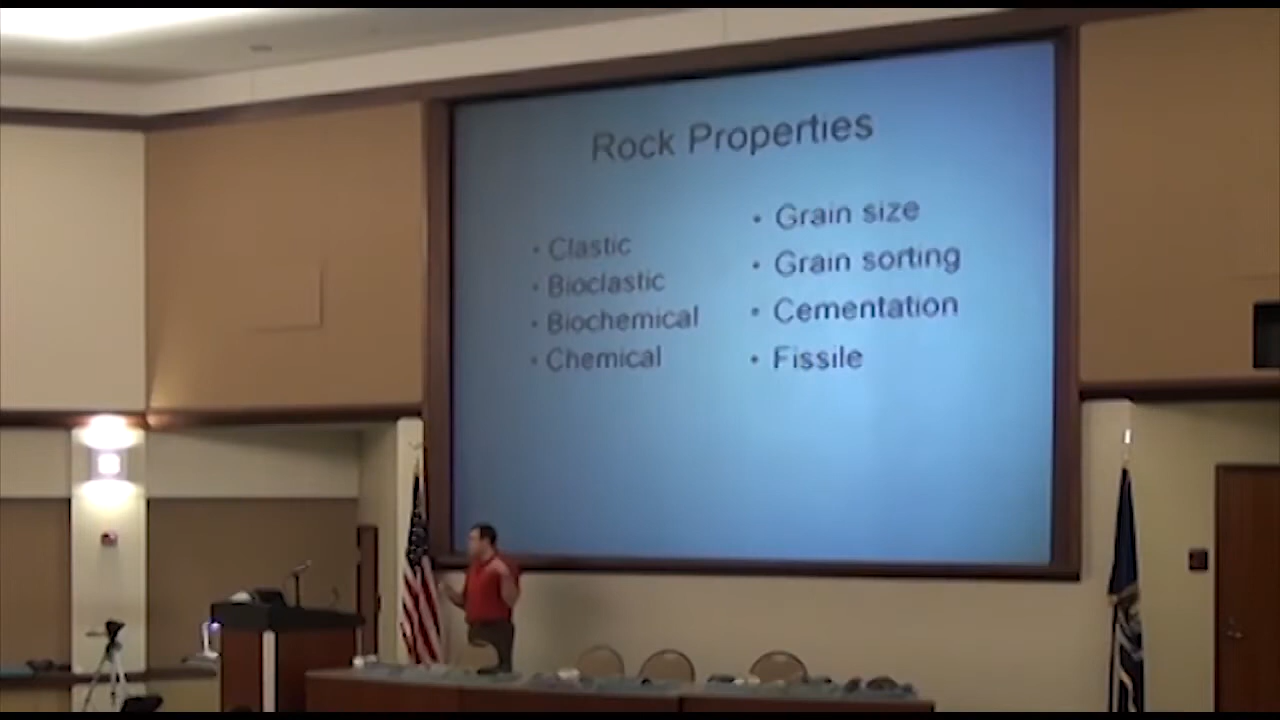 Rock Properties
• Clastic
• Bioclastic
• Biochemical
• Chemical
• Grain size
• Grain sorting
• Cementation
• Fissile